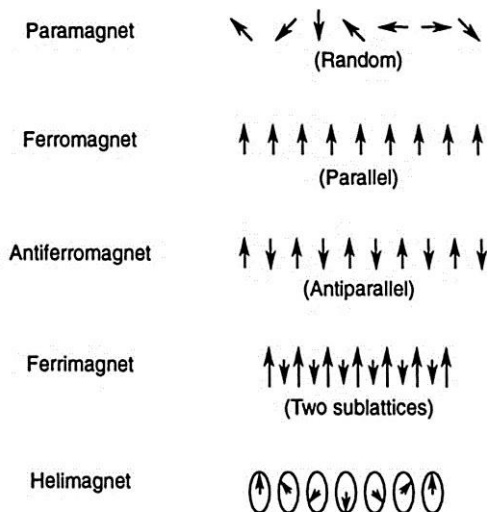 Paramagnet
(Random)
Ferromagnet
(Parallel)
Antiferromagnet
(Antiparallel)
Ferrimagnet
(Two sublattices)
Helimagnet